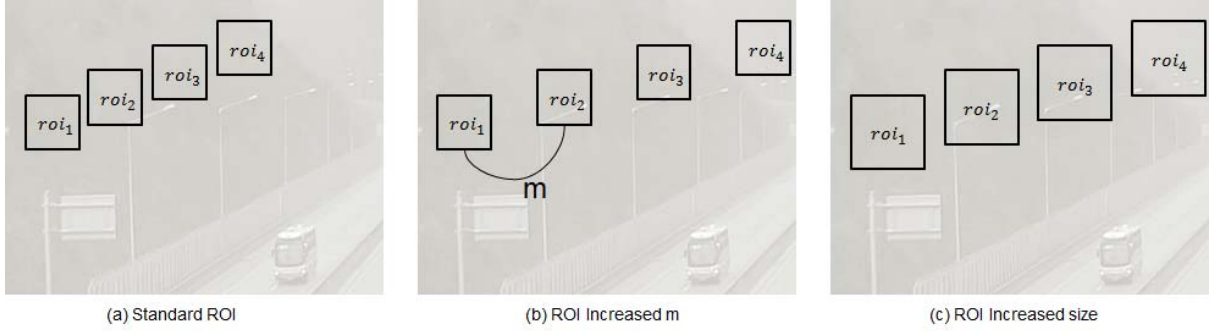 roi₁
roi₂
roi₃
roi₄
(a) Standard ROI
roi₁
roi₂
roi₃
roi₄
m
(b) ROI Increased m
roi₁
roi₂
roi₃
roi₄
(c) ROI Increased size